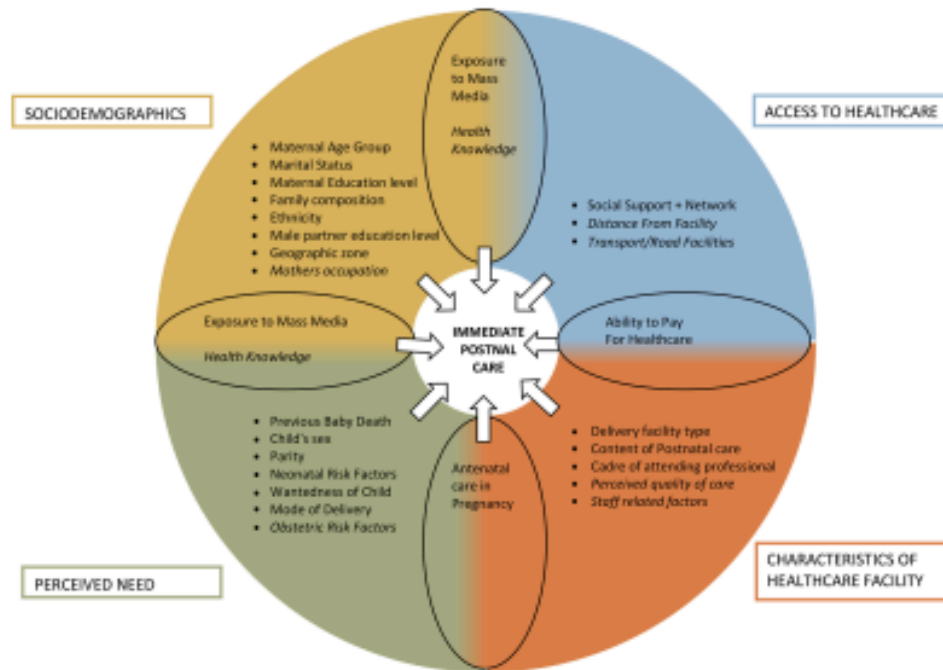 Exposure
to Mass
Media
Health
Knowledge
SOCIODEMOGRAPHICS
ACCESS TO HEALTHCARE
• Maternal Age Group
• Marital Status
• Maternal Education level
• Family composition
• Ethnicity
• Male partner education level
• Geographic zone
• Mothers occupation
• Social Support + Network
• Distance From Facility
• Transport/Road Facilities
Exposure to Mass Media
Health Knowledge
IMMEDIATE
POSTNAL
CARE
Ability to Pay
For Healthcare
• Previous Baby Death
• Child's sex
• Parity
• Neonatal Risk Factors
• Wantedness of Child
• Mode of Delivery
• Obstetric Risk Factors
Antenatal
care in
Pregnancy
• Delivery facility type
• Content of Postnatal care
• Cadre of attending professional
• Perceived quality of care
• Staff related factors
PERCEIVED NEED
CHARACTERISTICS OF
HEALTHCARE FACILITY